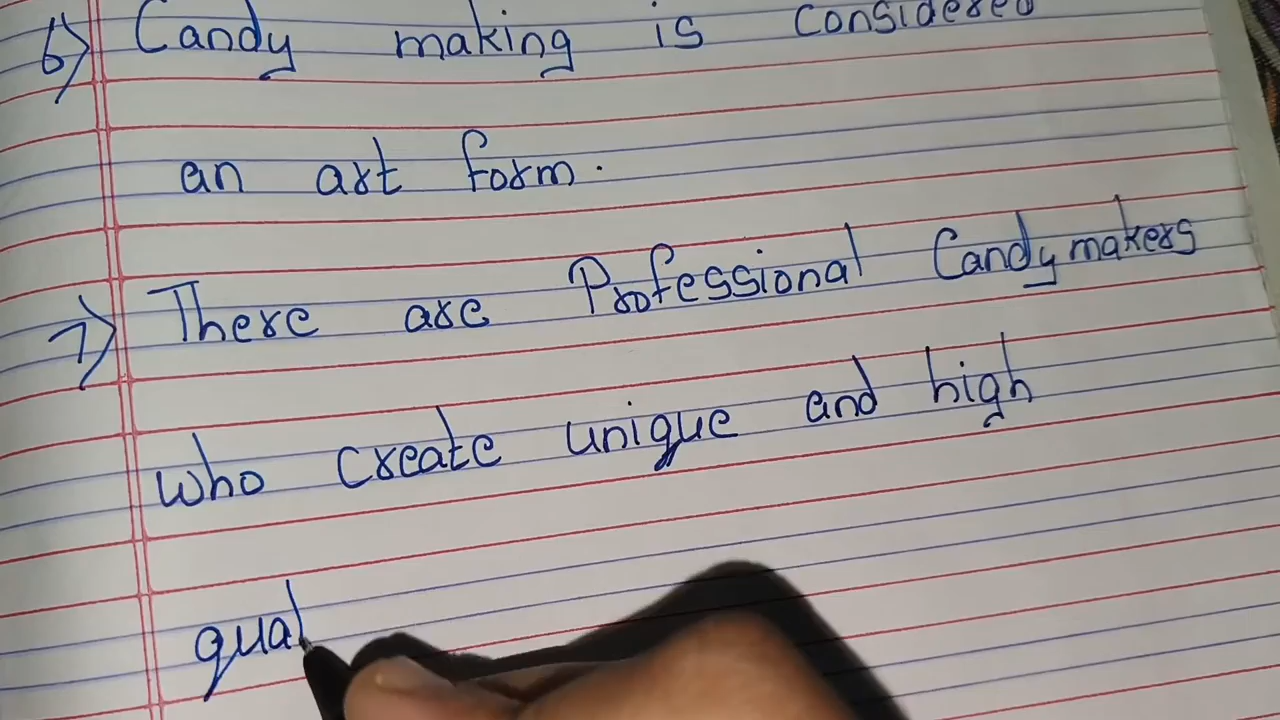 6) Candy making is considered
an art form.
7) There are Professional Candymakers
who create unique and high
qual